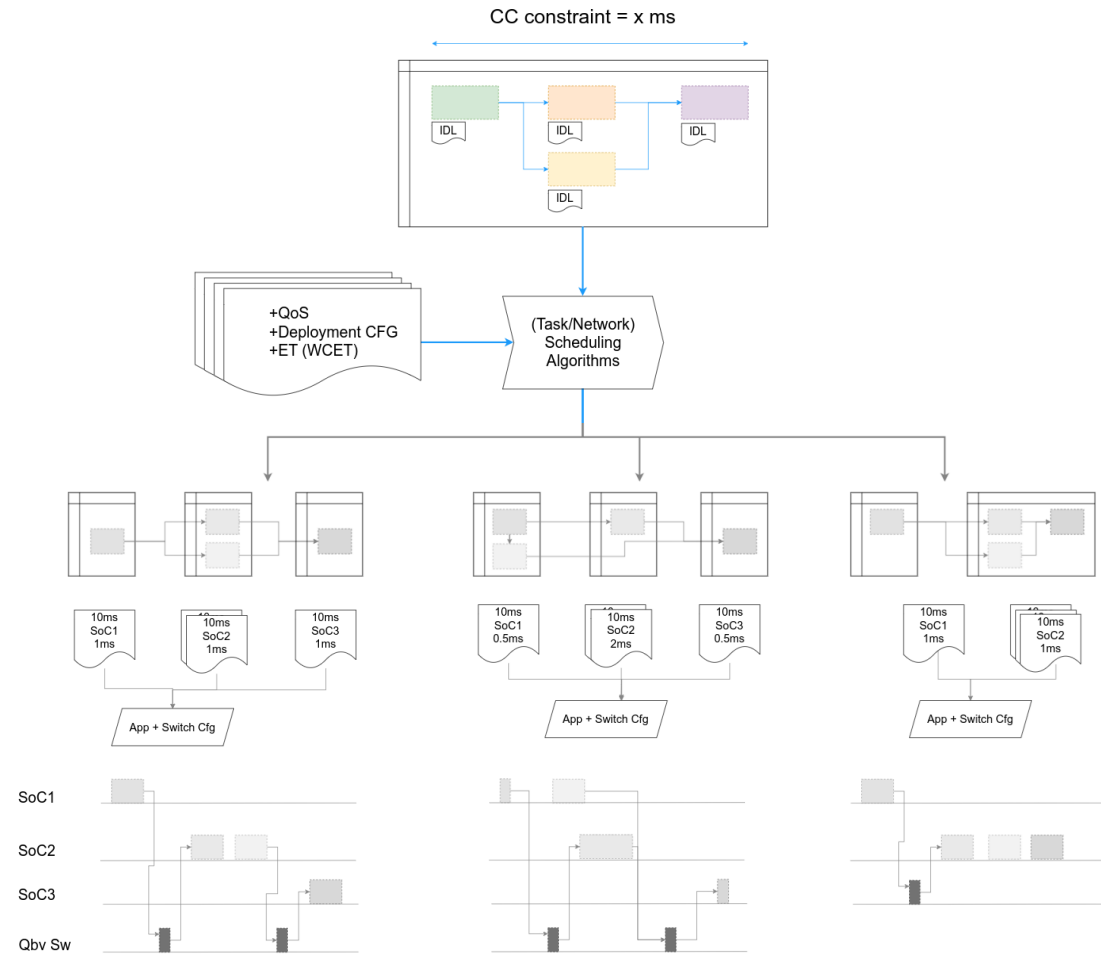 CC constraint = x ms
IDL
IDL
IDL
IDL
+QoS
+Deployment CFG
+ET (WCET)
(Task/Network)
Scheduling
Algorithms
10ms
SoC1
1ms
10ms
SoC2
1ms
10ms
SoC3
1ms
10ms
SoC1
0.5ms
10ms
SoC2
2ms
10ms
SoC3
0.5ms
10ms
SoC1
1ms
10ms
SoC2
1ms
App + Switch Cfg
App + Switch Cfg
App + Switch Cfg
SoC1
SoC2
SoC3
Qbv Sw